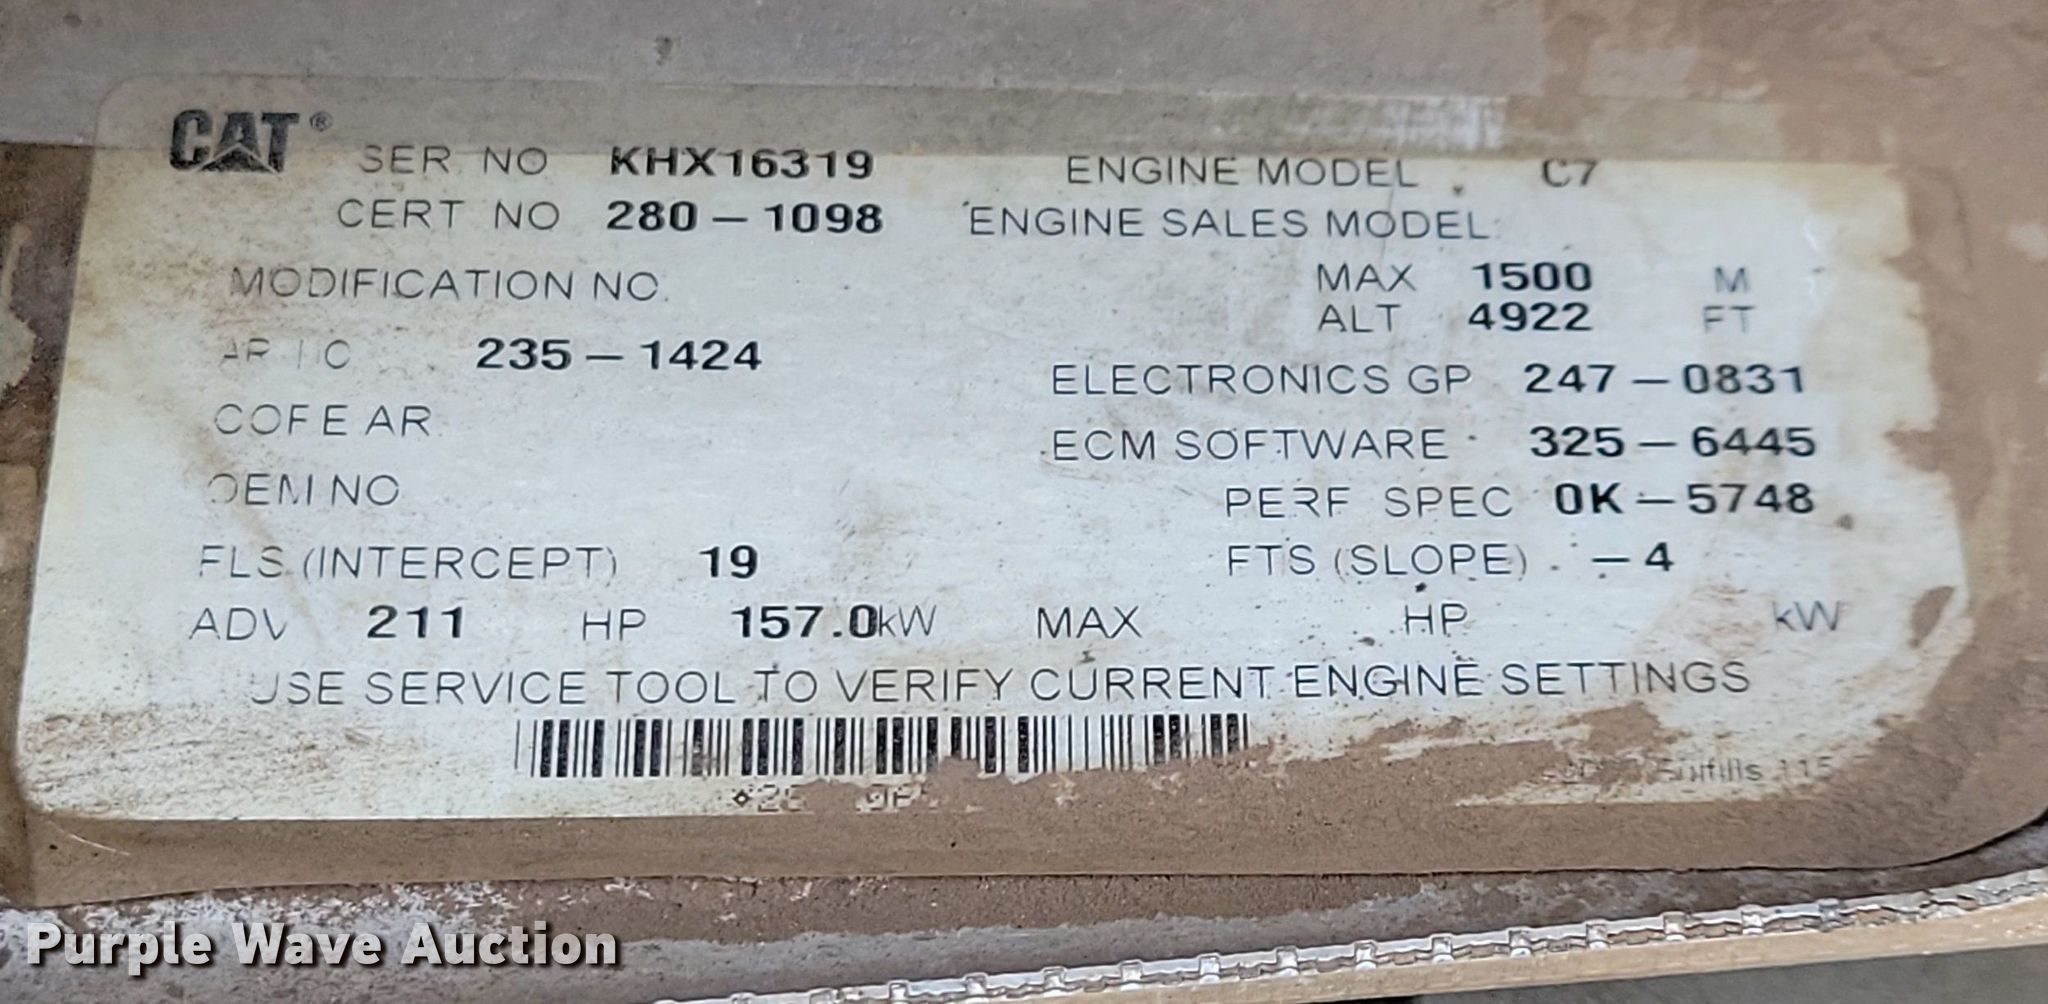 CAT®
SER NO KHX16319 ENGINE MODEL C7
CERT NO 280-1098 ENGINE SALES MODEL
MODIFICATION NO. MAX 1500 M
ALT 4922 FT
235-1424
ELECTRONICS GP 247-0831
ECM SOFTWARE 325-6445
OEM NO PERF SPEC 0K-5748
FLS (INTERCEPT) 19 FTS (SLOPE) -4
ADV 211 HP 157.0kW MAX HP kW
USE SERVICE TOOL TO VERIFY CURRENT ENGINE SETTINGS
Purple Wave Auction